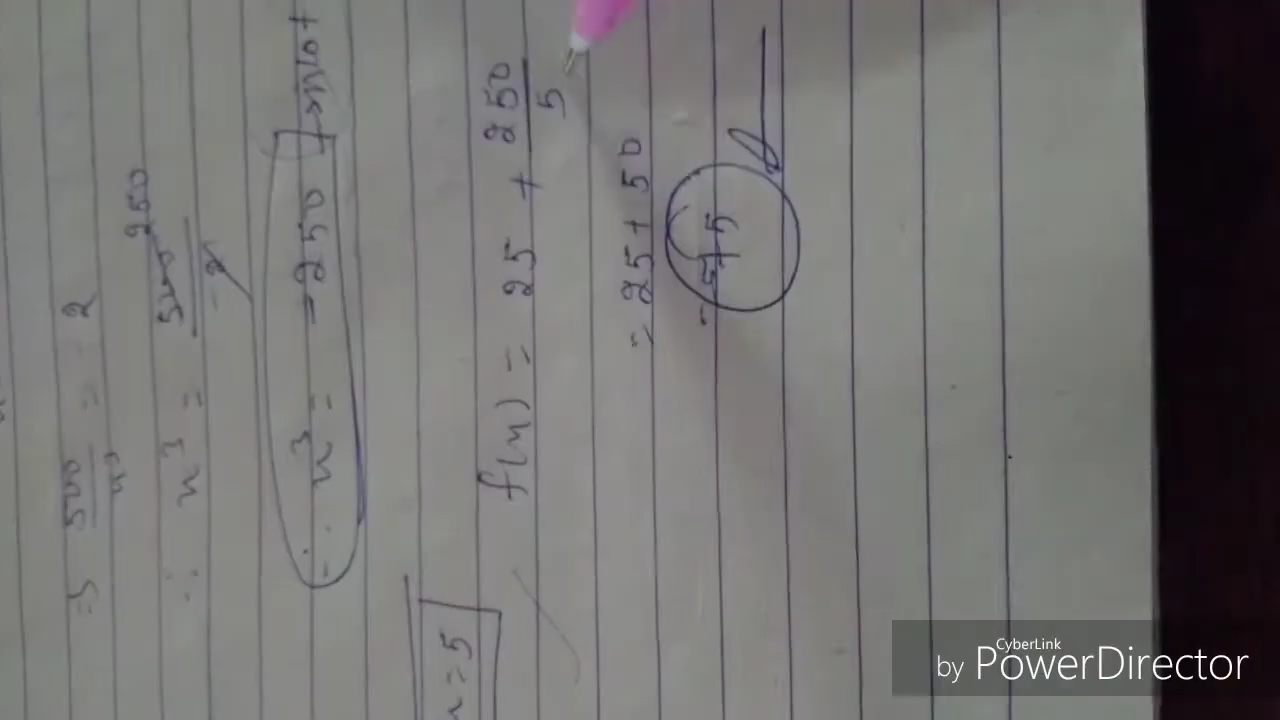 => 500 / x³ = 2
∴ x³ = 500 / 2 250
∴ x³ = 250 → Not
x = 5
f(x) = 25 + 250 / 5
= 25 + 50
= 75
CyberLink
by PowerDirector